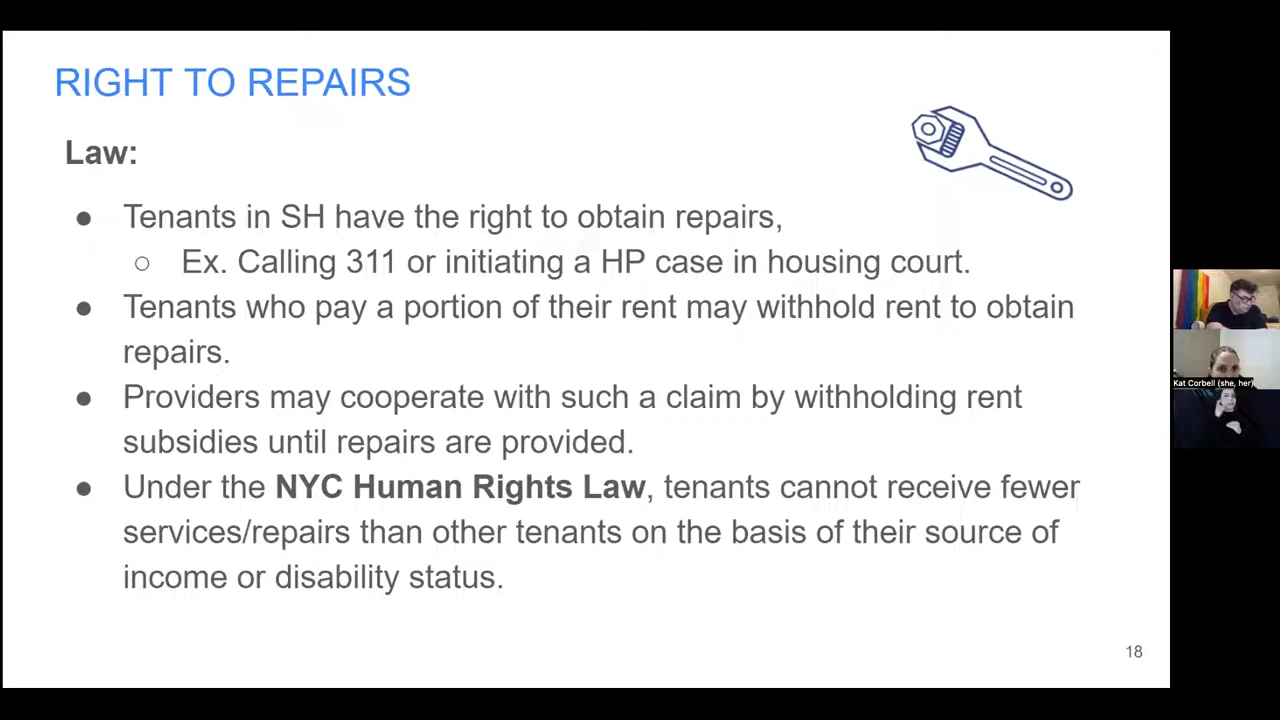 RIGHT TO REPAIRS
Law:
● Tenants in SH have the right to obtain repairs,
○ Ex. Calling 311 or initiating a HP case in housing court.
● Tenants who pay a portion of their rent may withhold rent to obtain
repairs.
● Providers may cooperate with such a claim by withholding rent
subsidies until repairs are provided.
● Under the NYC Human Rights Law, tenants cannot receive fewer
services/repairs than other tenants on the basis of their source of
income or disability status.
18
Kat Corbell (she, her)